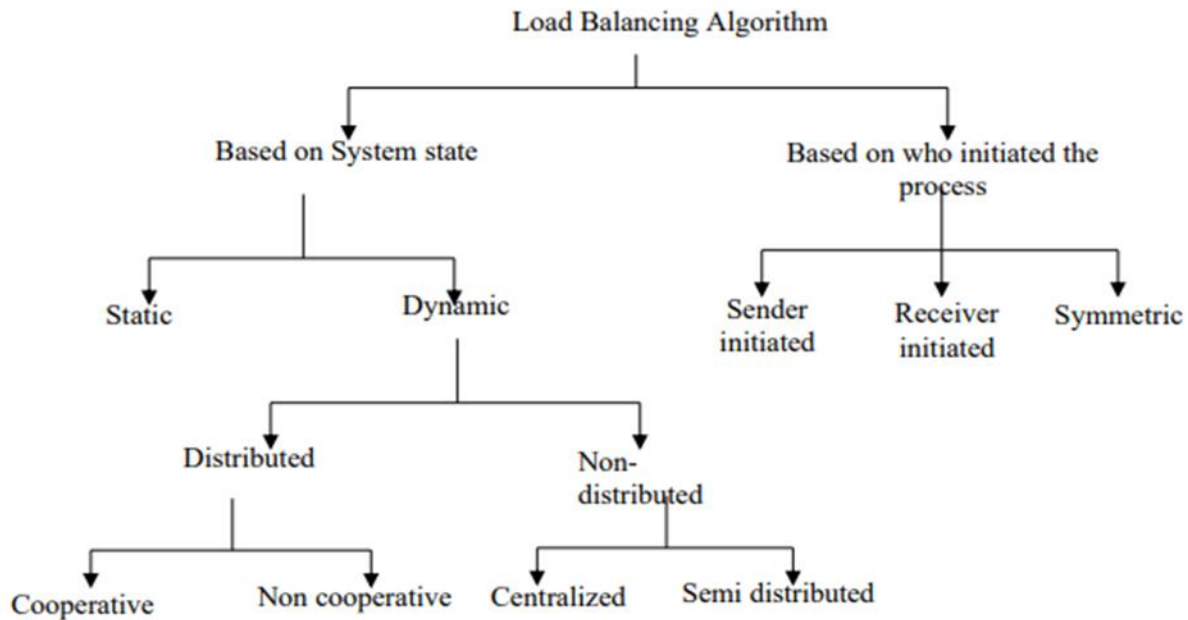 Load Balancing Algorithm
Based on System state
Based on who initiated the
process
Static
Dynamic
Sender
initiated
Receiver
initiated
Symmetric
Distributed
Non-
distributed
Cooperative
Non cooperative
Centralized
Semi distributed